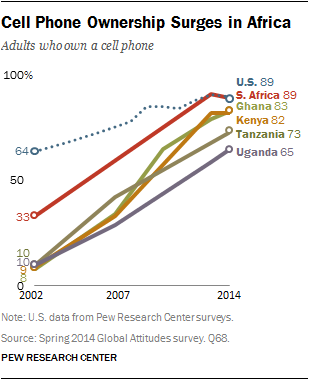 Cell Phone Ownership Surges in Africa
Adults who own a cell phone
100%
U.S. 89
S. Africa 89
Ghana 83
Kenya 82
Tanzania 73
Uganda 65
64
50
33
10
10
9
8
0
2002 2007 2014
Note: U.S. data from Pew Research Center surveys.
Source: Spring 2014 Global Attitudes survey. Q68.
PEW RESEARCH CENTER